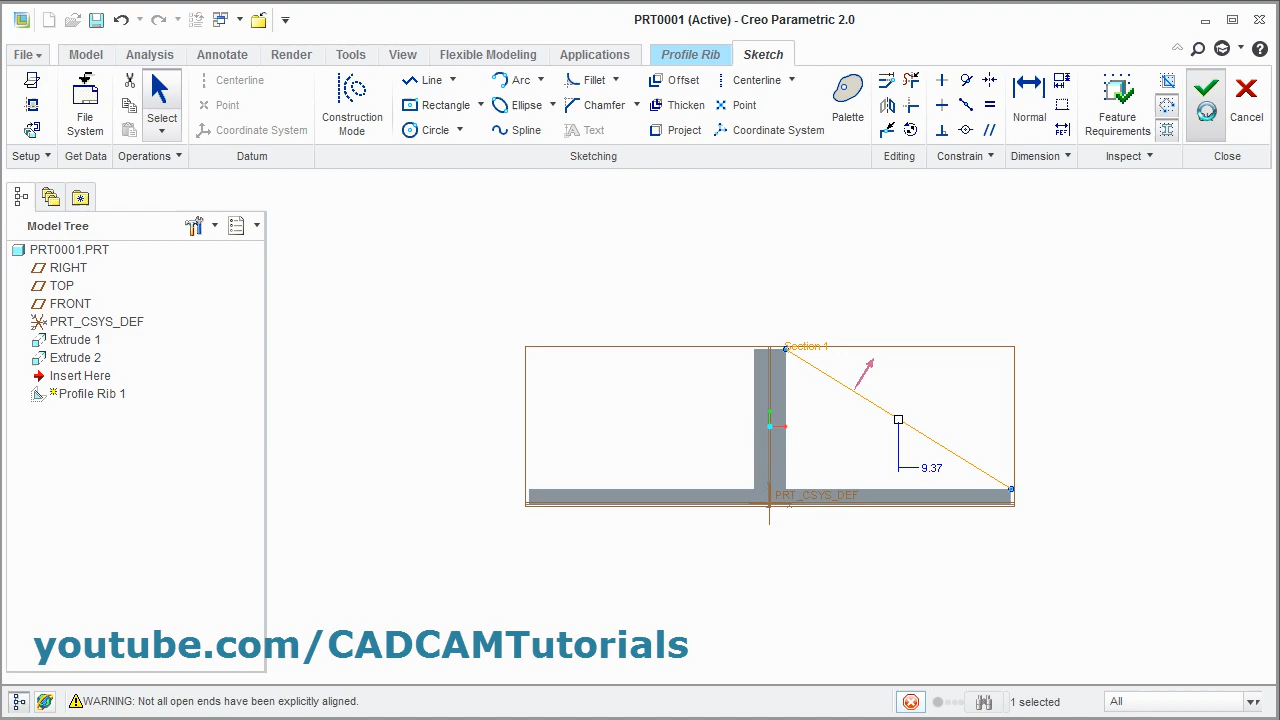 PRT0001 (Active) - Creo Parametric 2.0
File Model Analysis Annotate Render Tools View Flexible Modeling Applications Profile Rib Sketch
Centerline Line Arc Fillet Offset Centerline
Point Rectangle Ellipse Chamfer Thicken Point
Coordinate System Circle Spline Text Project Coordinate System
File System Select Construction Mode Palette Normal Feature Requirements Cancel
Setup Get Data Operations Datum Sketching Editing Constrain Dimension Inspect Close
Model Tree
PRT0001.PRT
RIGHT
TOP
FRONT
PRT_CSYS_DEF
Extrude 1
Extrude 2
Insert Here
Profile Rib 1
Section 1
9.37
PRT_CSYS_DEF
X
youtube.com/CADCAMTutorials
WARNING: Not all open ends have been explicitly aligned.
1 selected
All